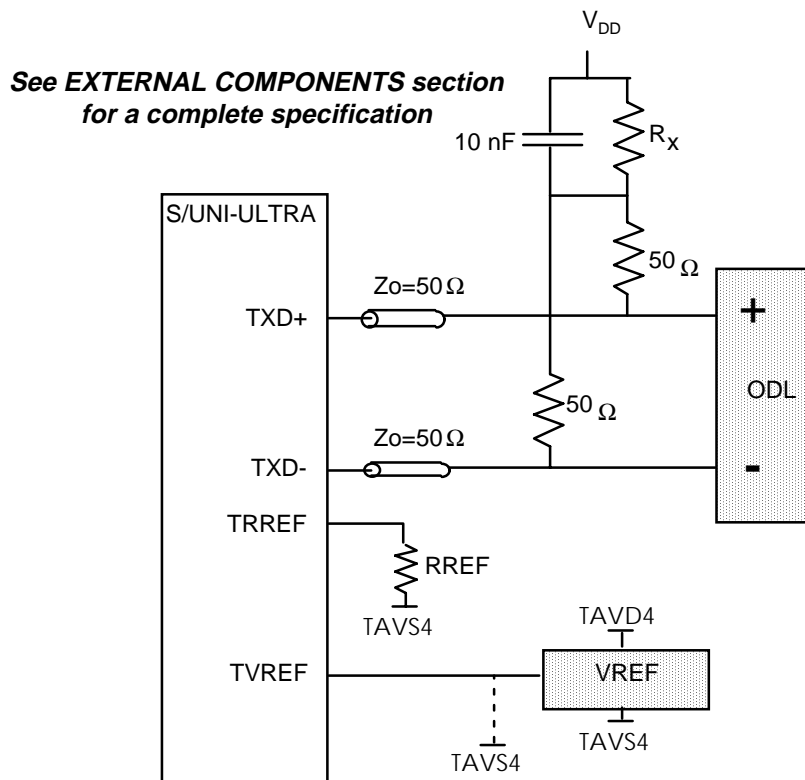 V_DD
See EXTERNAL COMPONENTS section
for a complete specification
10 nF
R_x
S/UNI-ULTRA
50 Ω
Zo=50 Ω
TXD+
+
ODL
50 Ω
Zo=50 Ω
TXD-
-
TRREF
RREF
TAVS4
TAVD4
TVREF
VREF
TAVS4
TAVS4